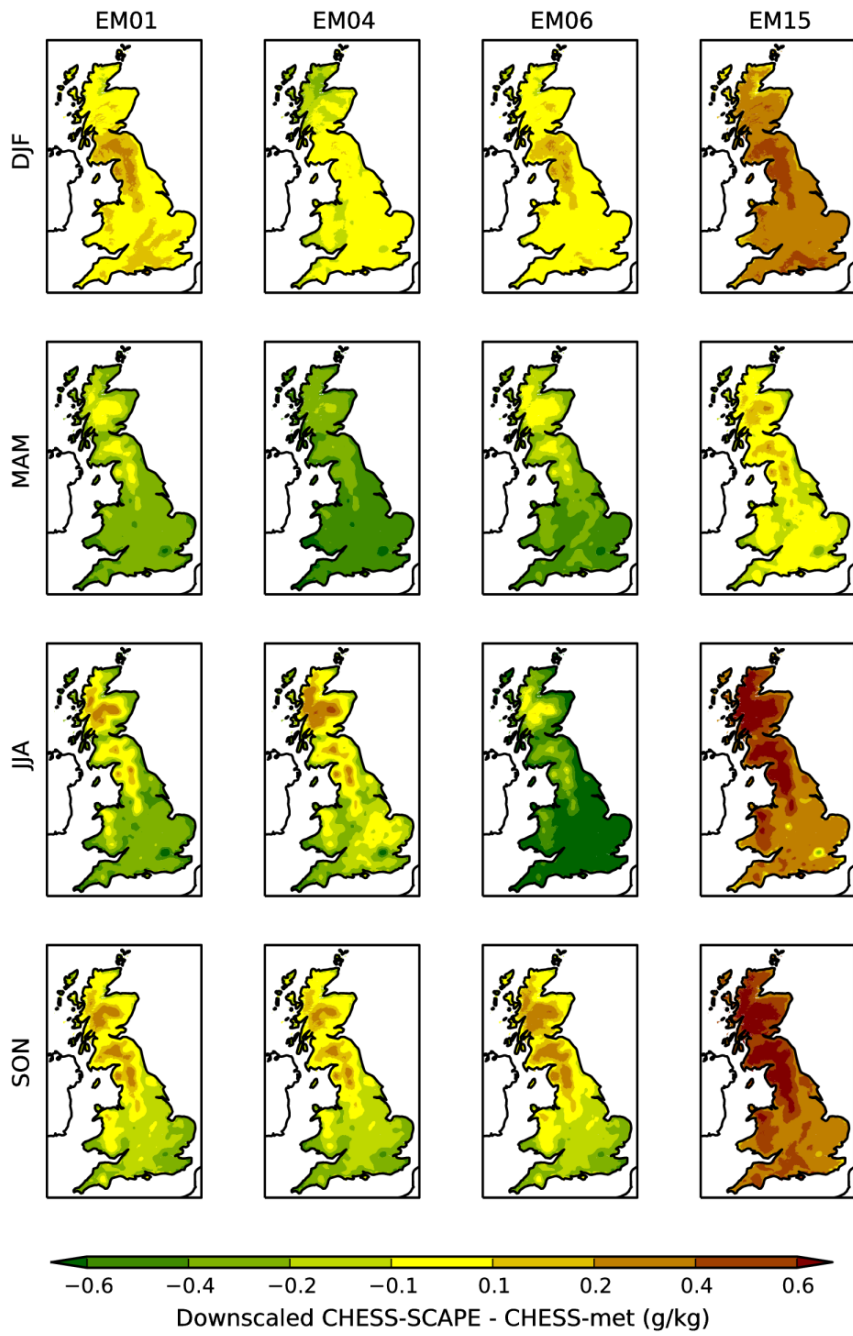 EM01 EM04 EM06 EM15
DJF
MAM
JJA
SON
−0.6 −0.4 −0.2 −0.1 0.1 0.2 0.4 0.6
Downscaled CHESS-SCAPE - CHESS-met (g/kg)